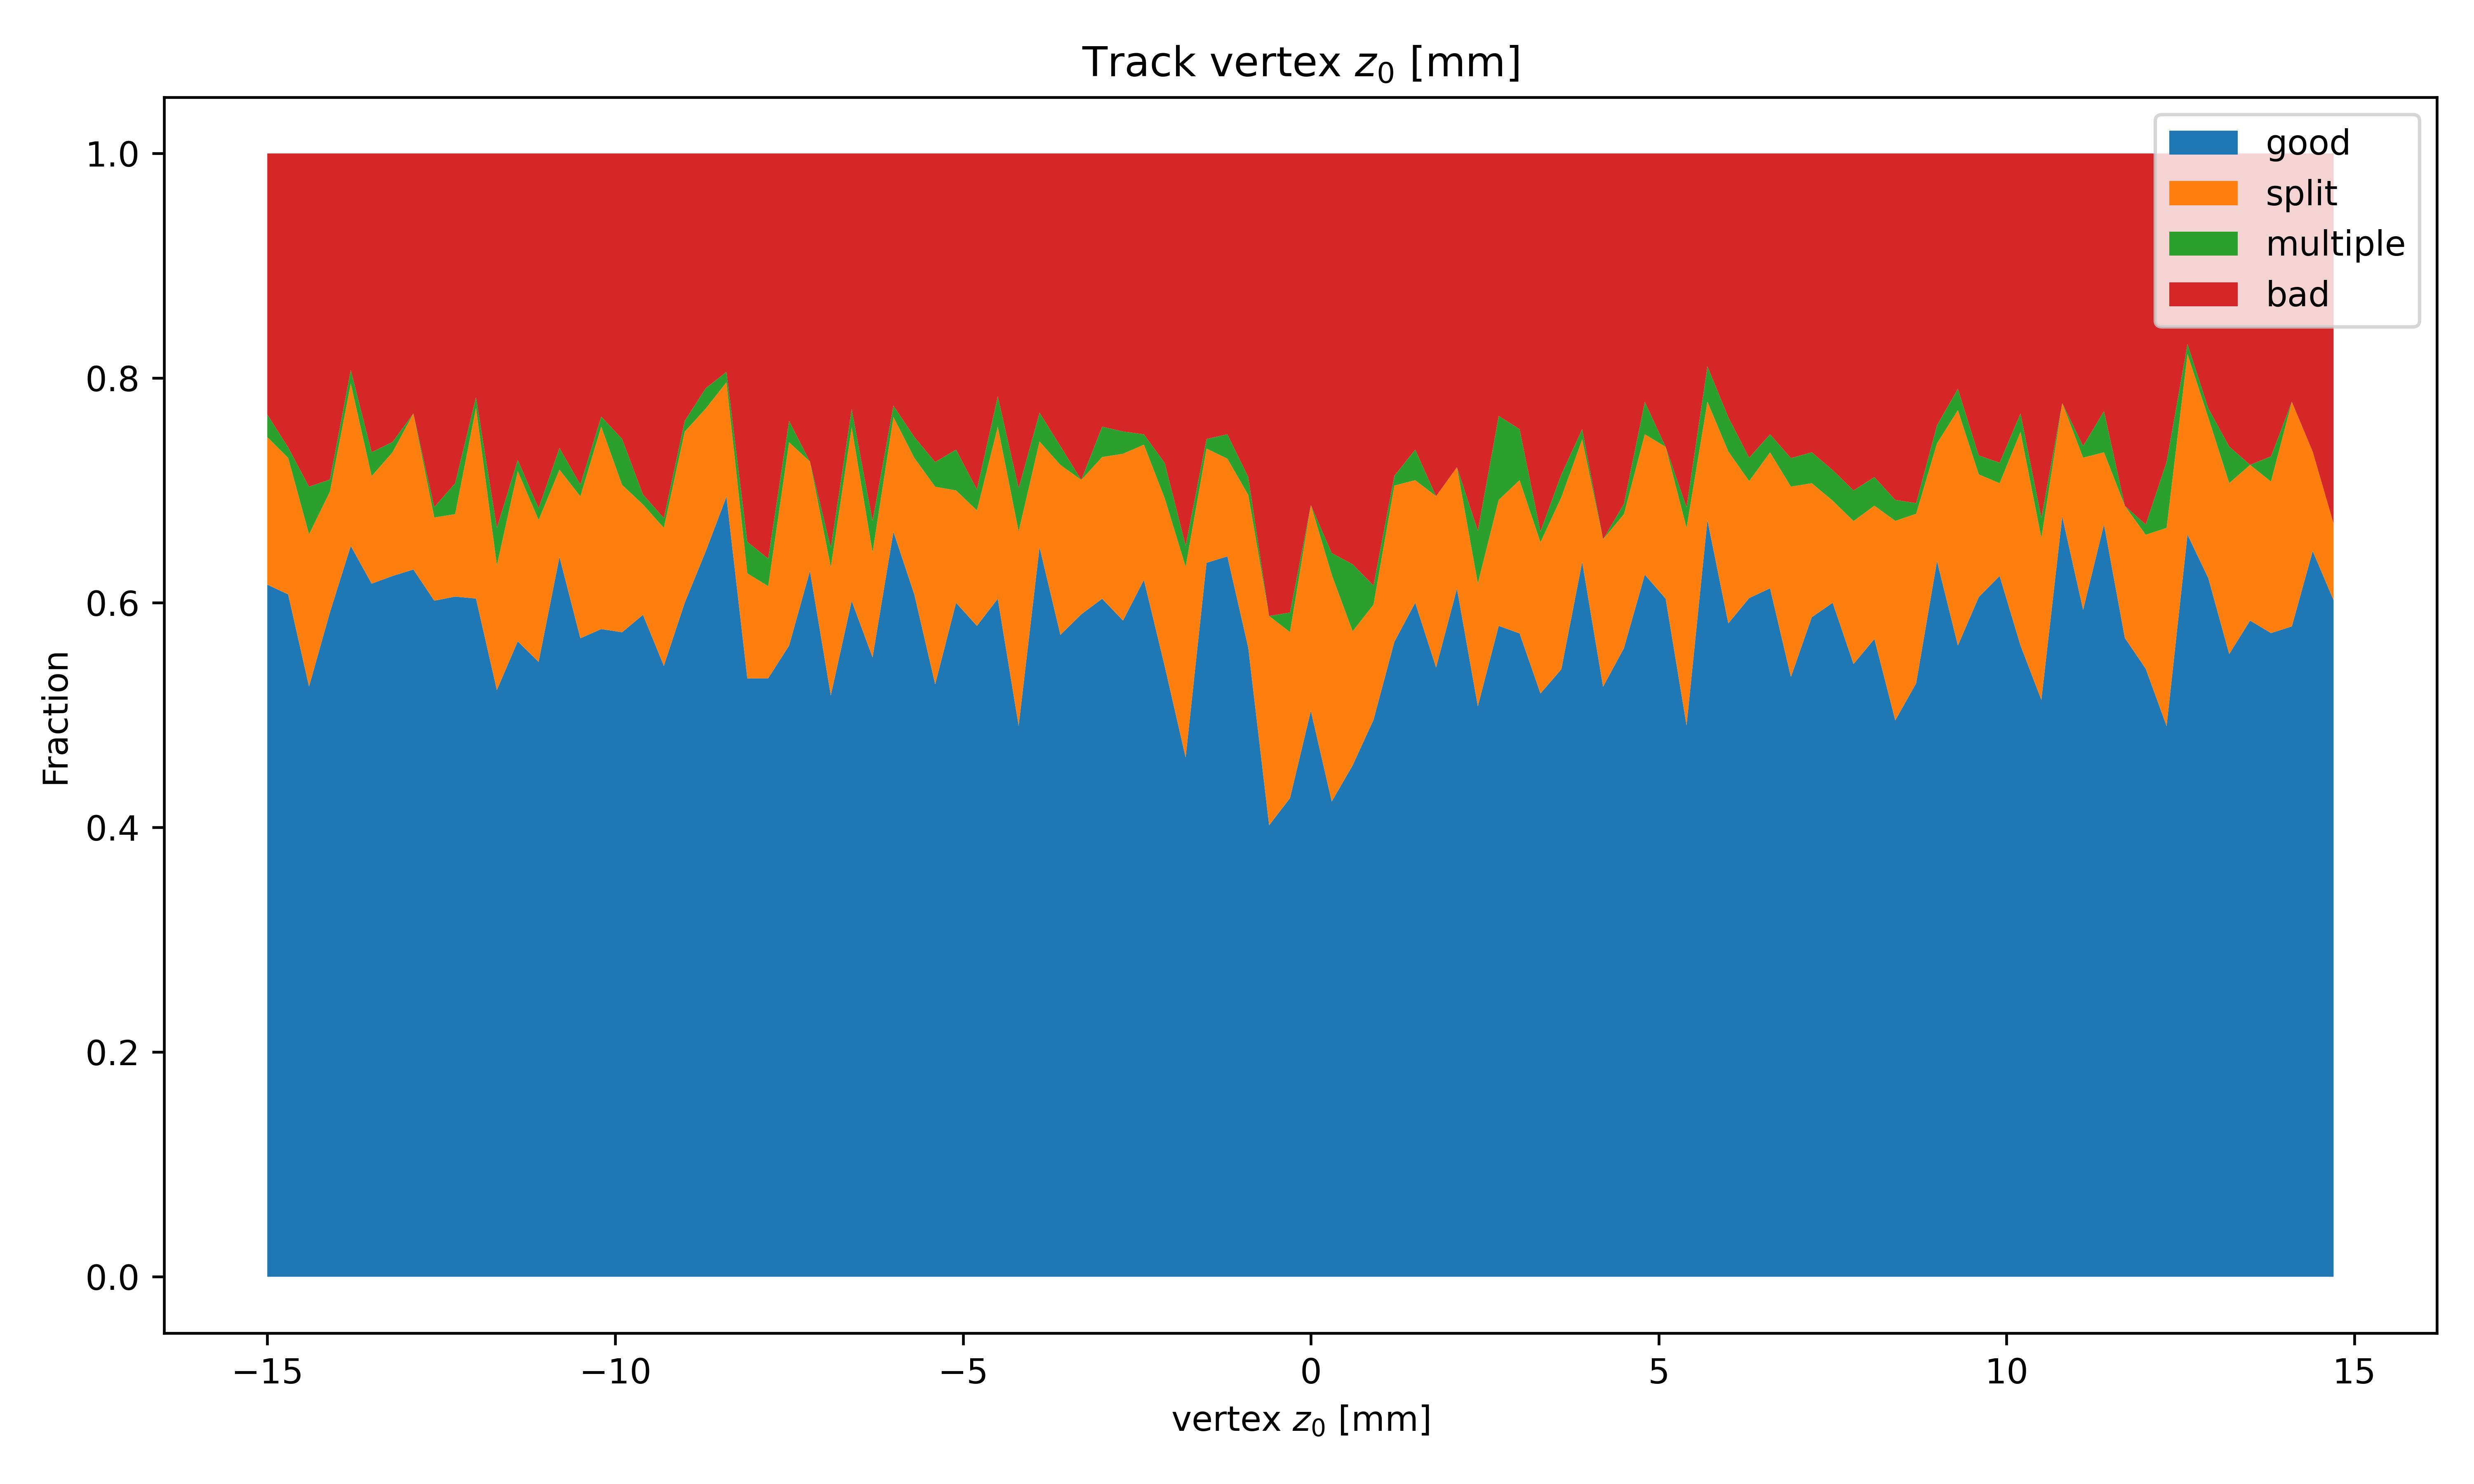 Track vertex z₀ [mm]
good
split
multiple
bad
1.0
0.8
0.6
0.4
0.2
0.0
Fraction
−15 −10 −5 0 5 10 15
vertex z₀ [mm]